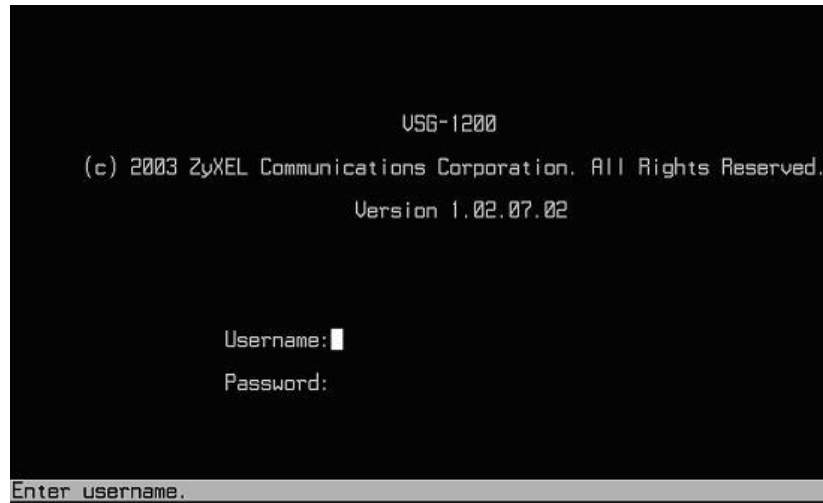 VSG-1200
(c) 2003 ZyXEL Communications Corporation. All Rights Reserved.
Version 1.02.07.02
Username:
Password:
Enter username.